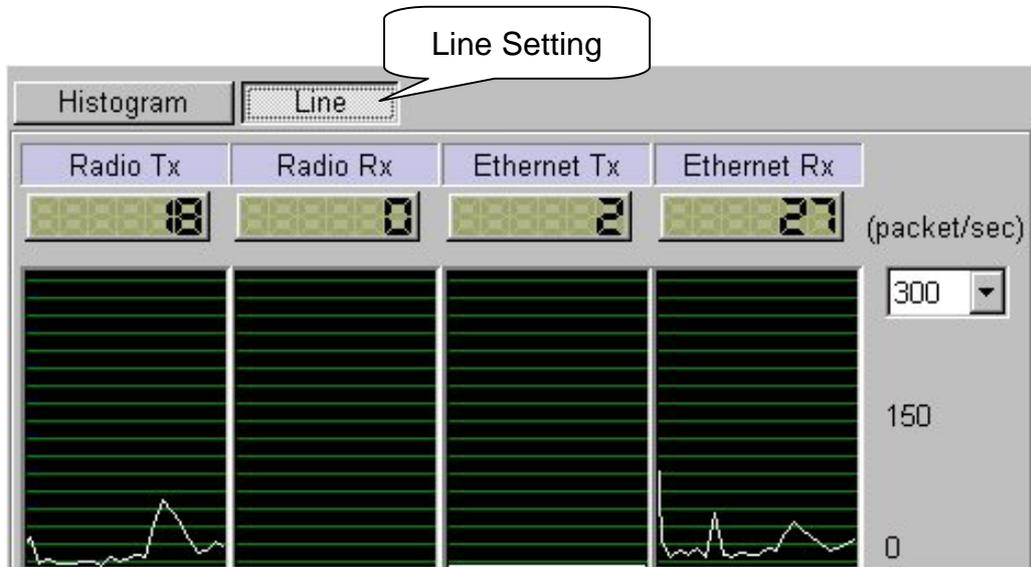 Line Setting
Histogram Line
Radio Tx Radio Rx Ethernet Tx Ethernet Rx
18 0 2 27 (packet/sec)
300
150
0